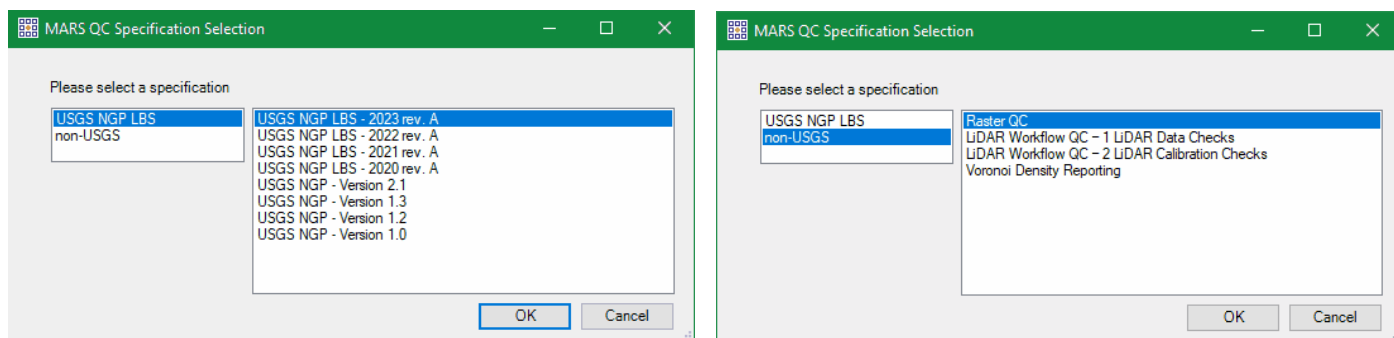 MARS QC Specification Selection
Please select a specification
USGS NGP LBS
non-USGS
USGS NGP LBS - 2023 rev. A
USGS NGP LBS - 2022 rev. A
USGS NGP LBS - 2021 rev. A
USGS NGP LBS - 2020 rev. A
USGS NGP - Version 2.1
USGS NGP - Version 1.3
USGS NGP - Version 1.2
USGS NGP - Version 1.0
OK
Cancel
MARS QC Specification Selection
Please select a specification
USGS NGP LBS
non-USGS
Raster QC
LiDAR Workflow QC – 1 LiDAR Data Checks
LiDAR Workflow QC – 2 LiDAR Calibration Checks
Voronoi Density Reporting
OK
Cancel